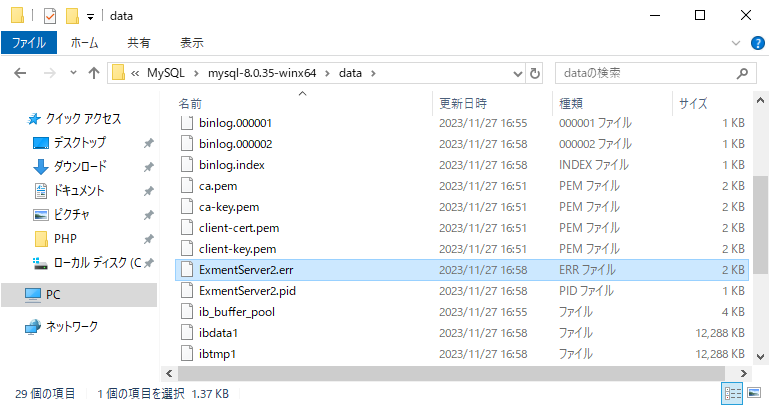 data
ファイル ホーム 共有 表示
« MySQL › mysql-8.0.35-winx64 › data › dataの検索
名前 更新日時 種類 サイズ
クイック アクセス
デスクトップ
ダウンロード
ドキュメント
ピクチャ
PHP
ローカル ディスク (C
PC
ネットワーク
binlog.000001 2023/11/27 16:55 000001 ファイル 1 KB
binlog.000002 2023/11/27 16:58 000002 ファイル 1 KB
binlog.index 2023/11/27 16:58 INDEX ファイル 1 KB
ca.pem 2023/11/27 16:51 PEM ファイル 2 KB
ca-key.pem 2023/11/27 16:51 PEM ファイル 2 KB
client-cert.pem 2023/11/27 16:51 PEM ファイル 2 KB
client-key.pem 2023/11/27 16:51 PEM ファイル 2 KB
ExmentServer2.err 2023/11/27 16:58 ERR ファイル 2 KB
ExmentServer2.pid 2023/11/27 16:58 PID ファイル 1 KB
ib_buffer_pool 2023/11/27 16:55 ファイル 4 KB
ibdata1 2023/11/27 16:58 ファイル 12,288 KB
ibtmp1 2023/11/27 16:58 ファイル 12,288 KB
29 個の項目 1 個の項目を選択 1.37 KB